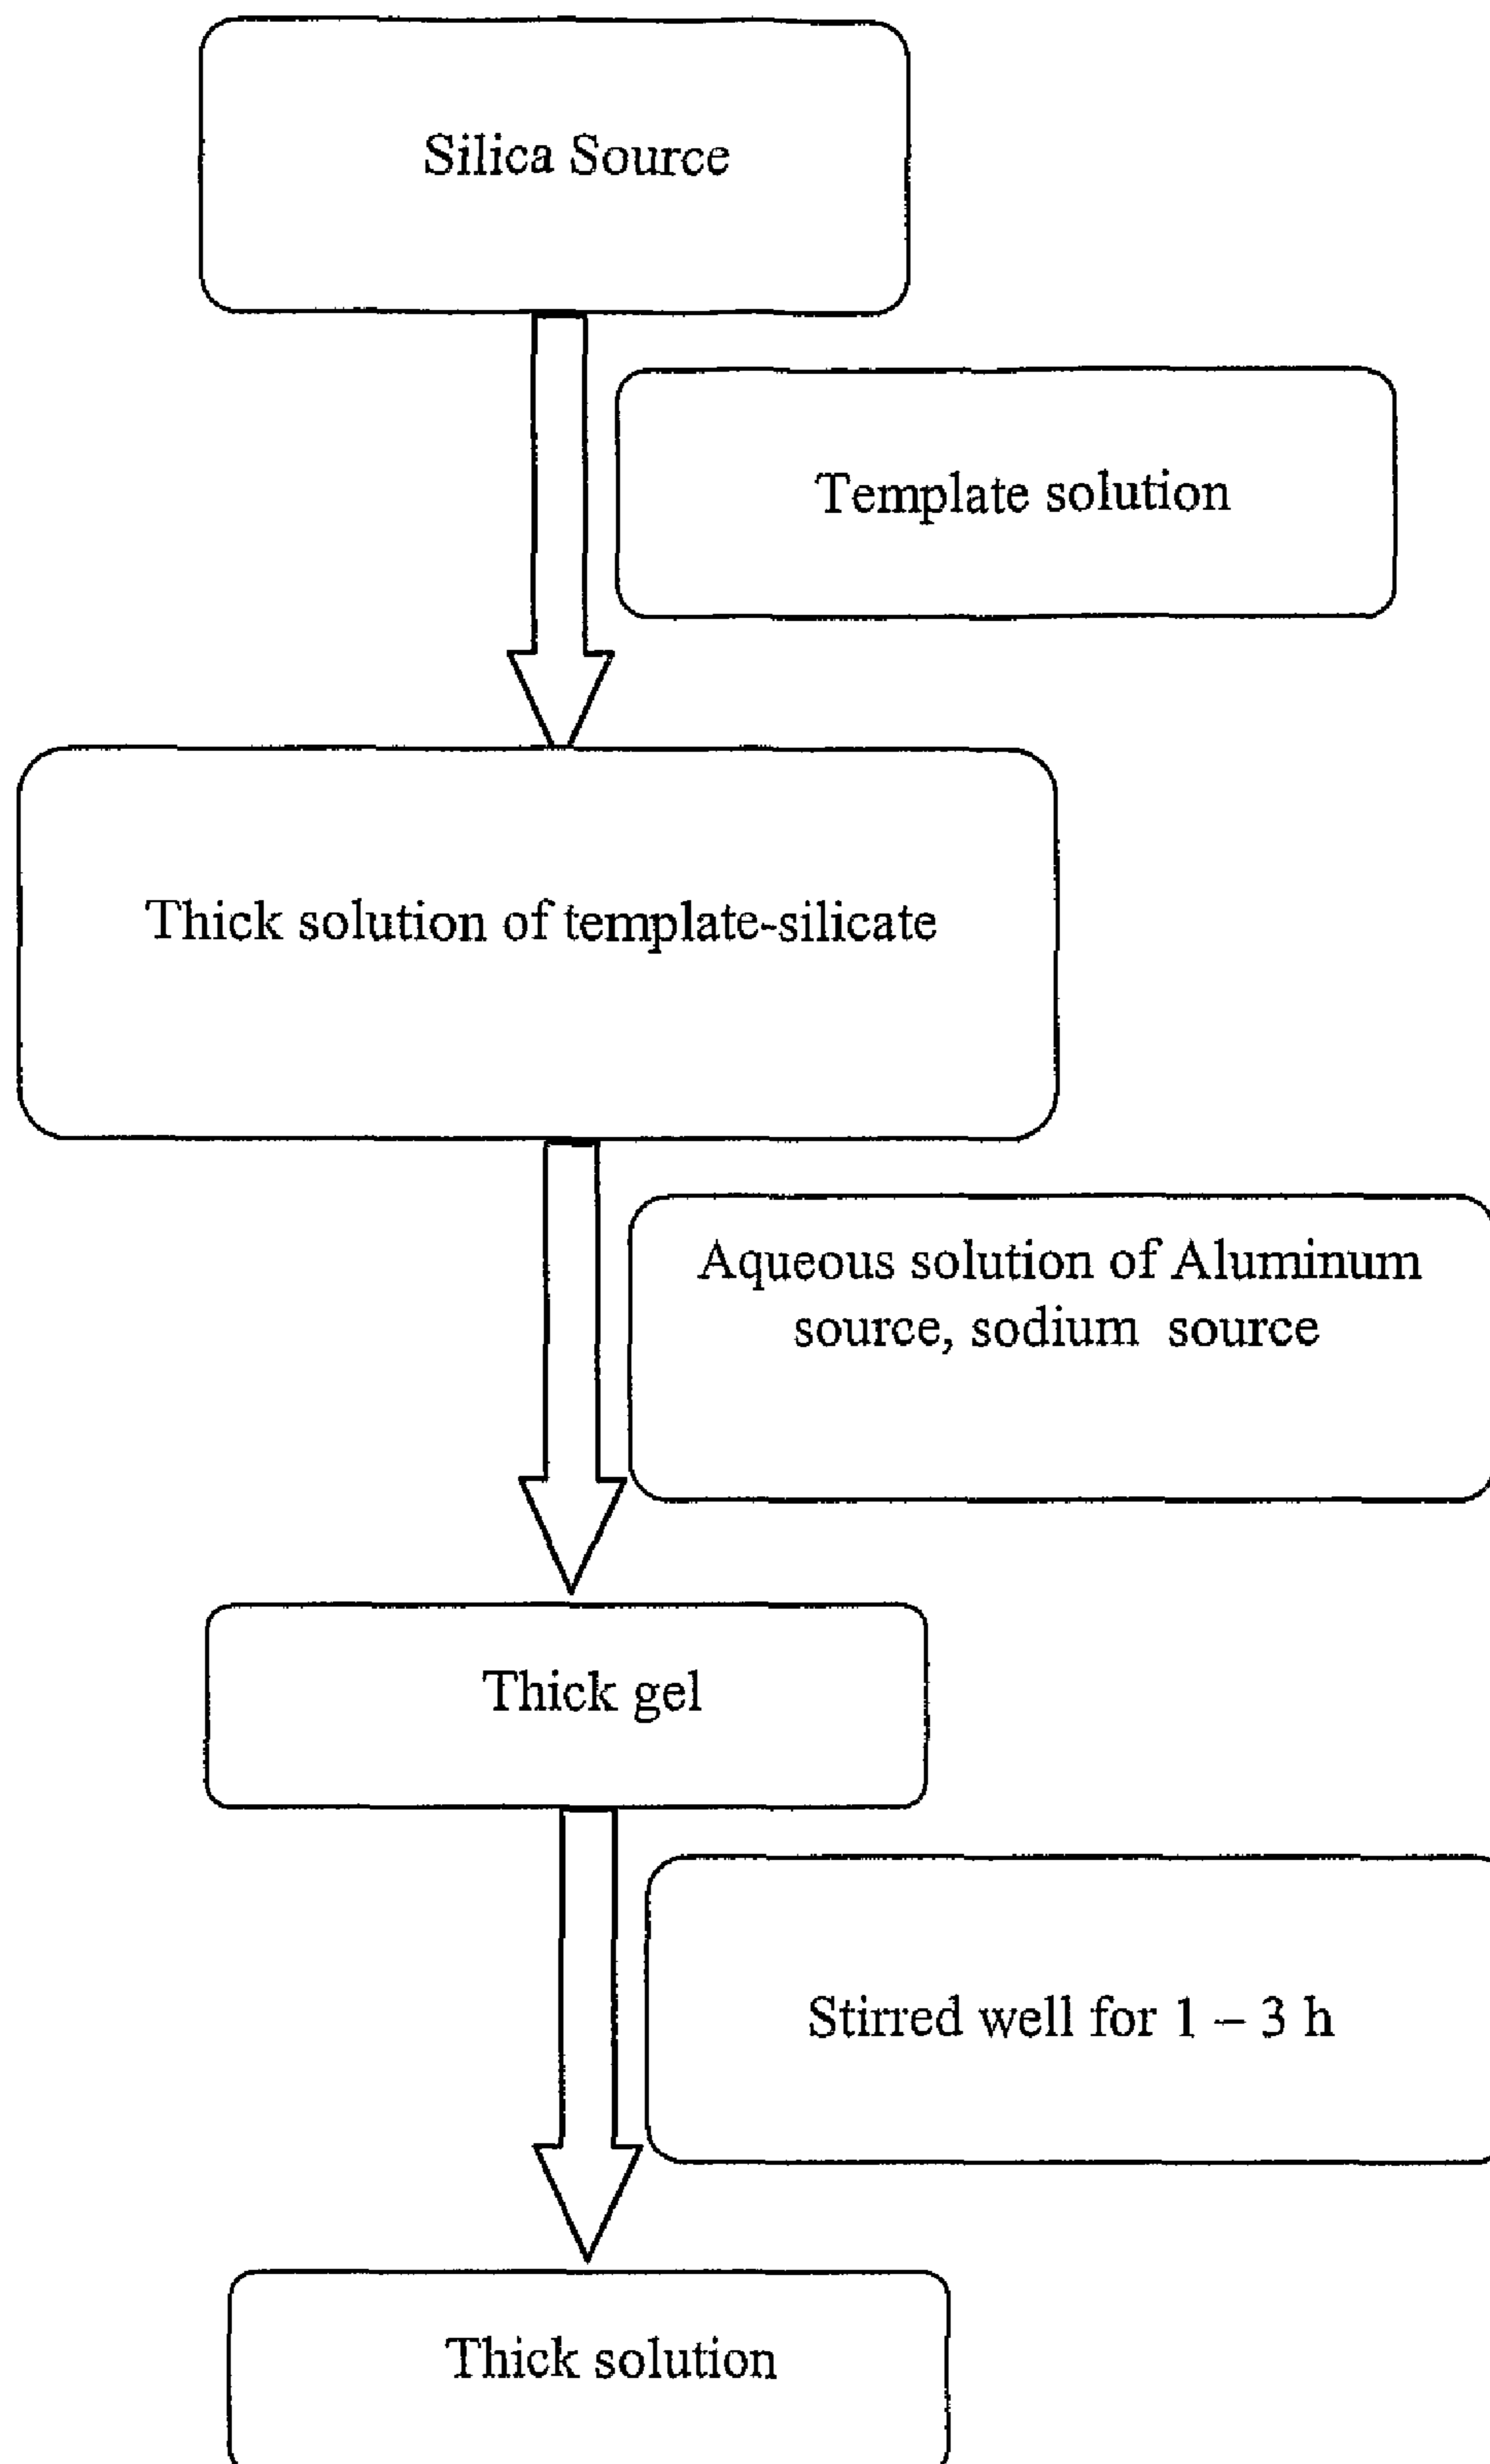 Silica Source
Template solution
Thick solution of template-silicate
Aqueous solution of Aluminum
source, sodium source
Thick gel
Stirred well for 1 – 3 h
Thick solution